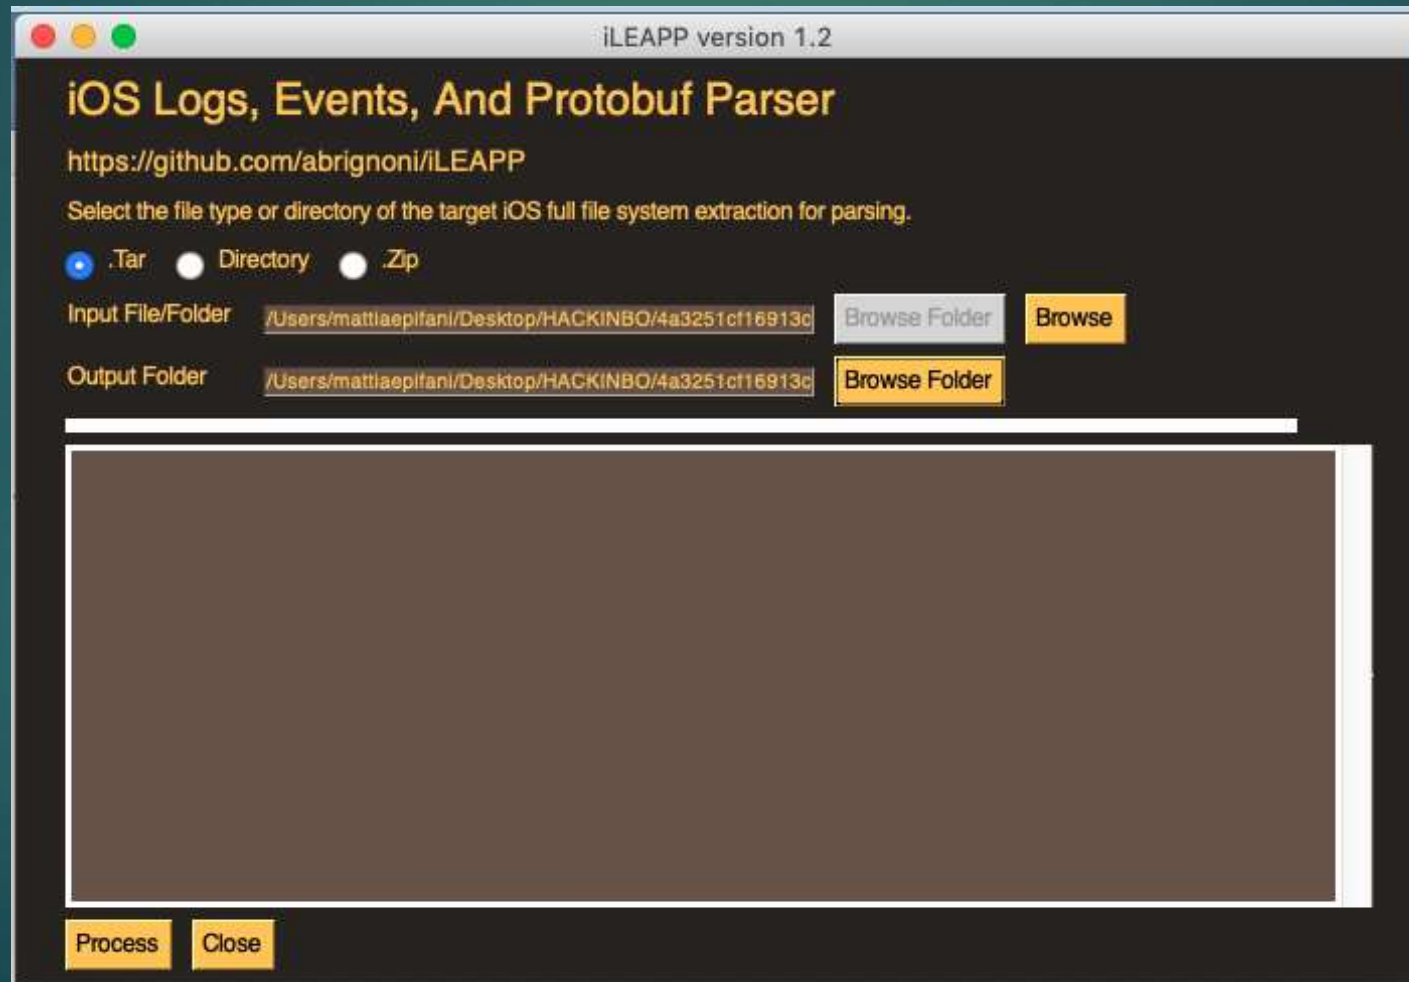 iLEAPP version 1.2
iOS Logs, Events, And Protobuf Parser
https://github.com/abrignoni/iLEAPP
Select the file type or directory of the target iOS full file system extraction for parsing.
.Tar Directory .Zip
Input File/Folder /Users/mattiaepifani/Desktop/HACKINBO/4a3251cf16913c Browse Folder Browse
Output Folder /Users/mattiaepifani/Desktop/HACKINBO/4a3251cf16913c Browse Folder
Process Close